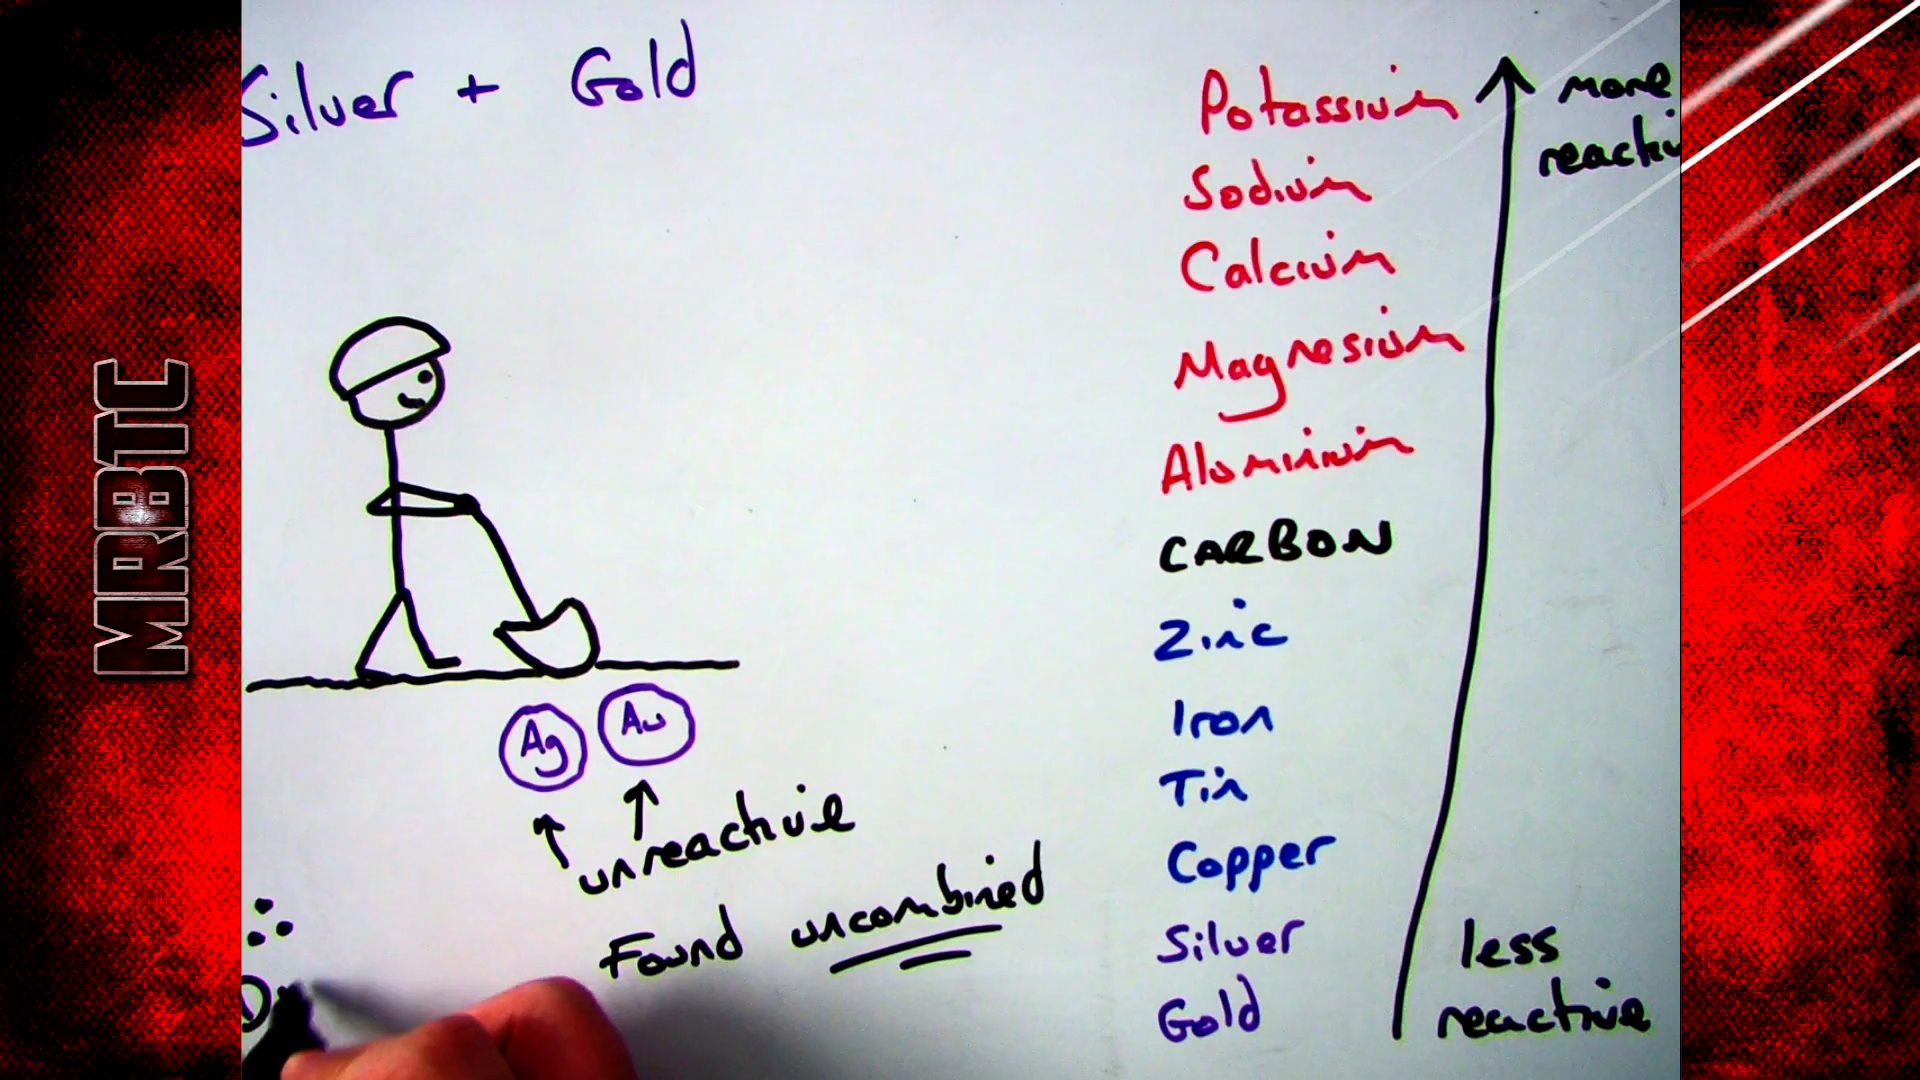 MRBTC
Silver + Gold
Ag
Au
unreactive
Found uncombined
∴
Potassium
Sodium
Calcium
Magnesium
Aluminium
CARBON
Zinc
Iron
Tin
Copper
Silver
Gold
more
reactiv
less
reactive